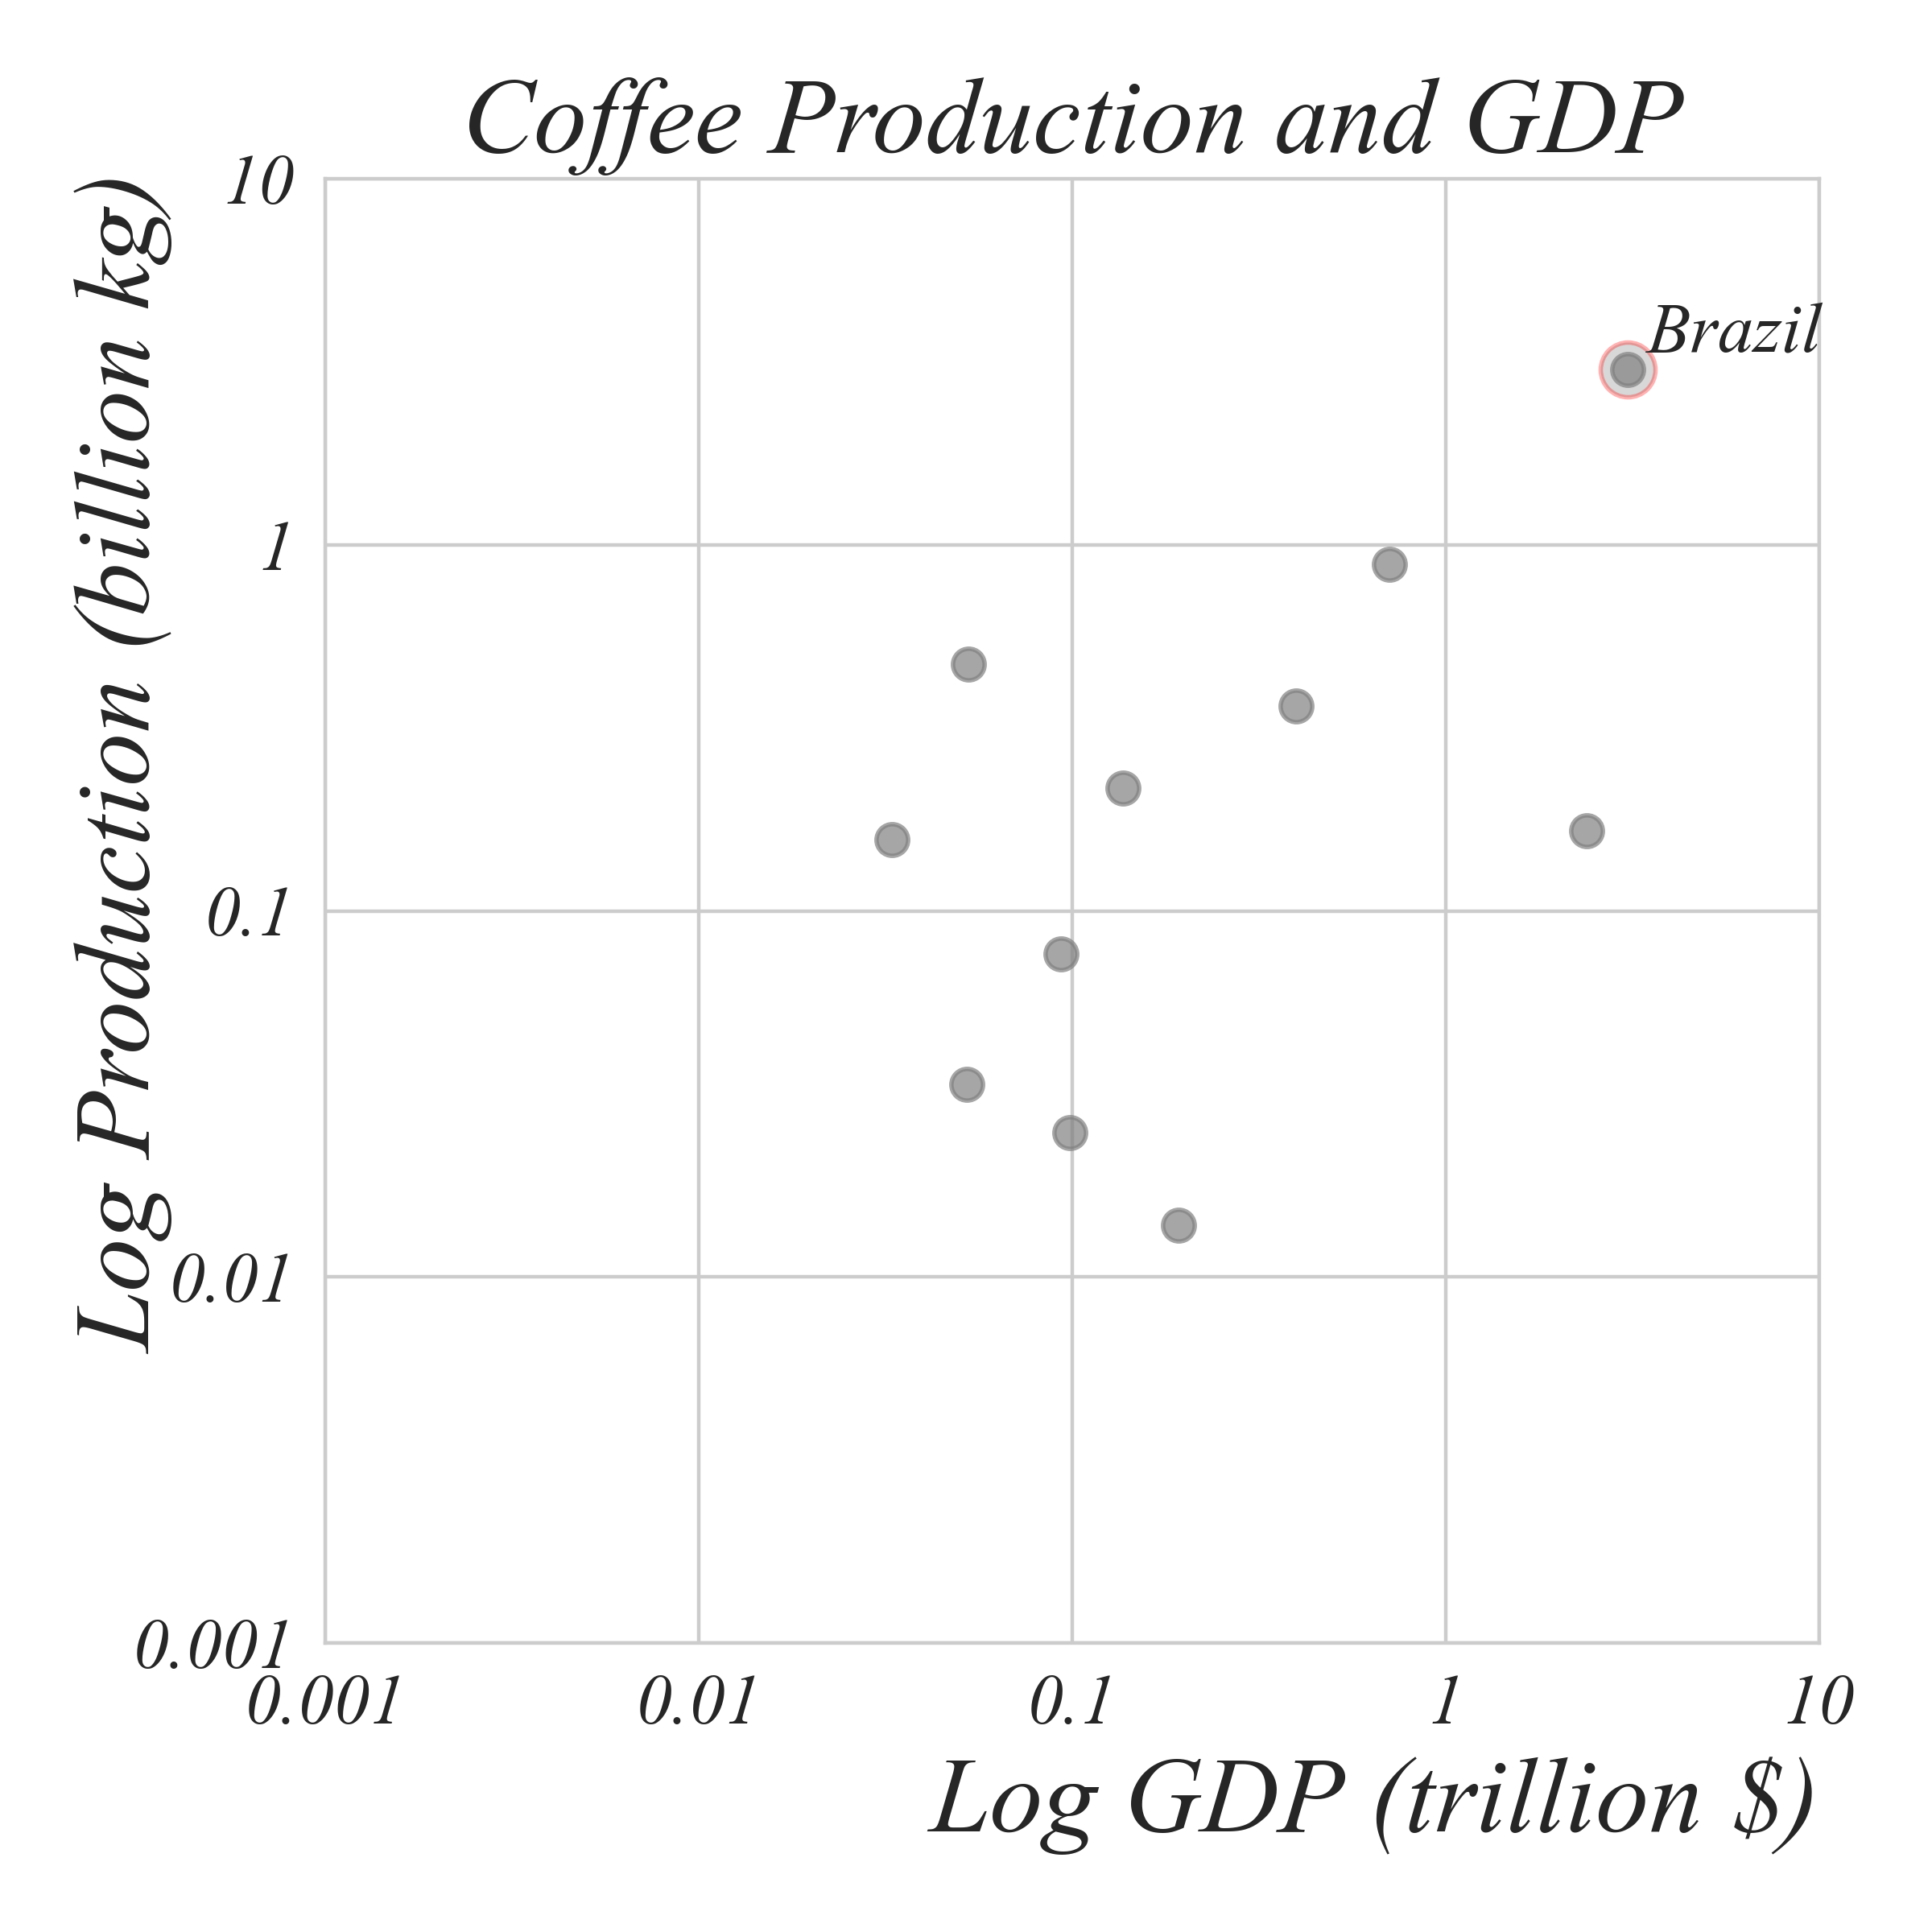 Coffee Production and GDP
Log Production (billion kg)
10
1
0.1
0.01
0.001
Brazil
0.001 0.01 0.1 1 10
Log GDP (trillion $)